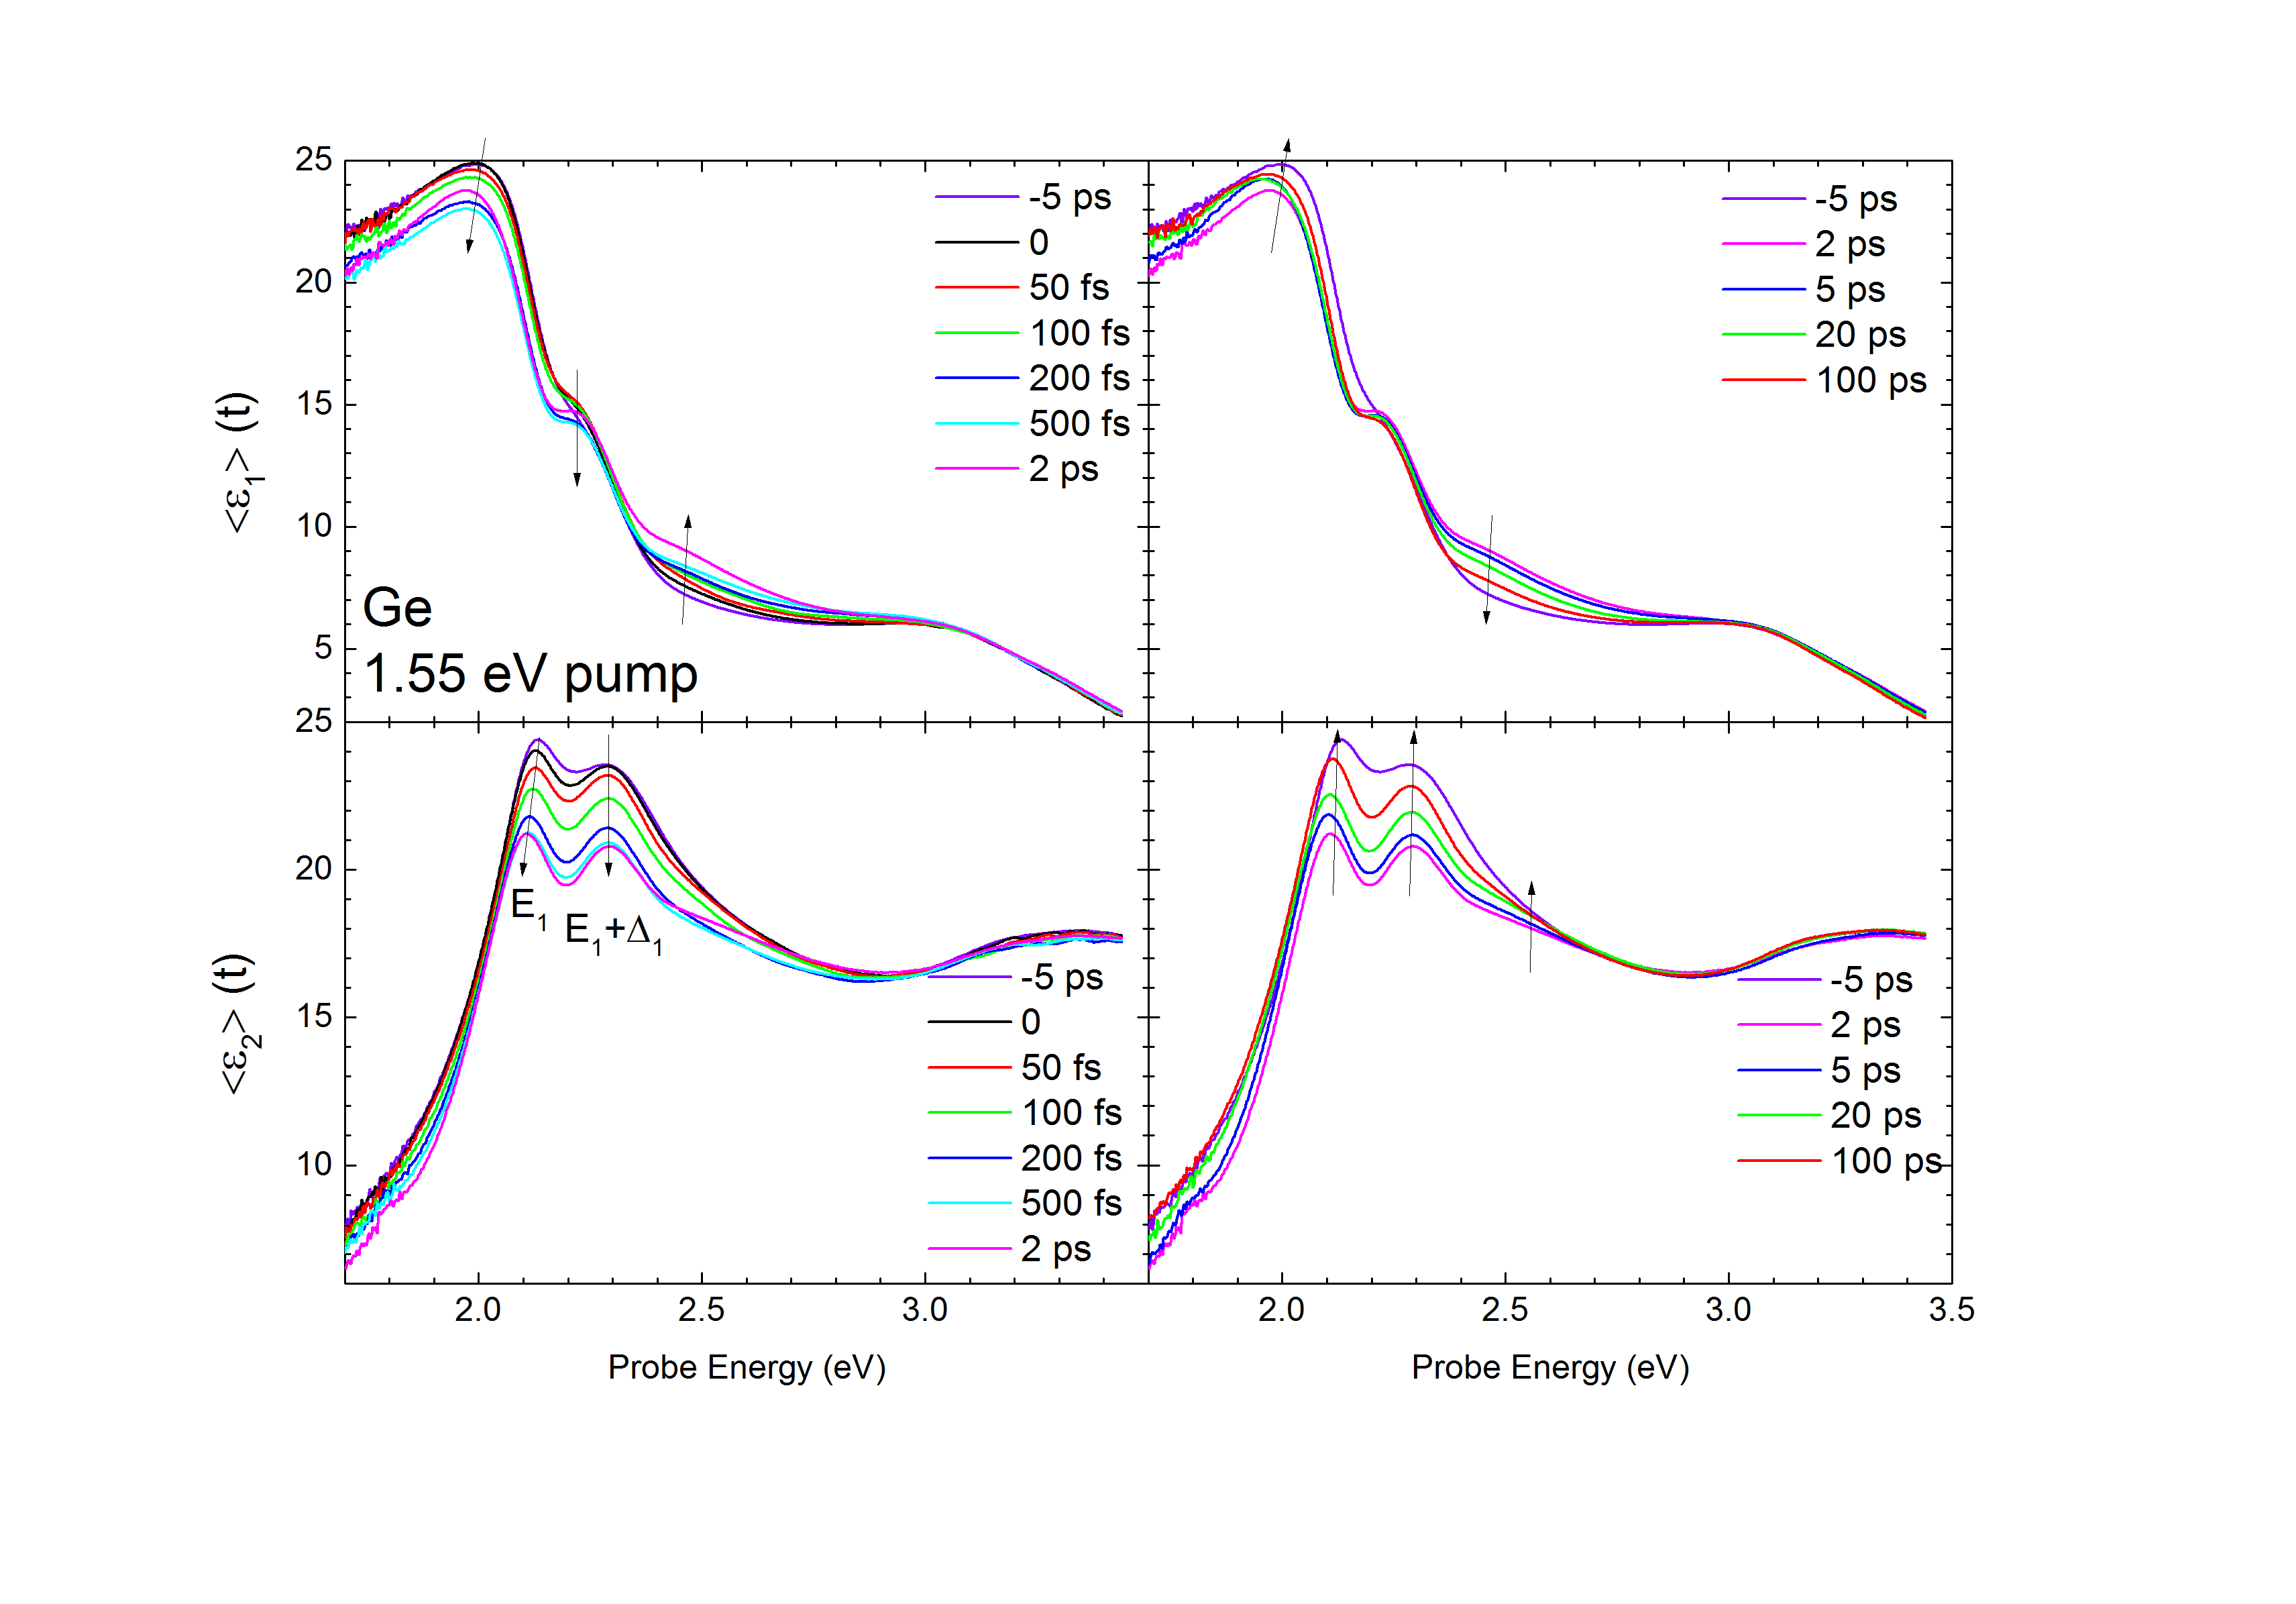 <ε1> (t)
25
20
15
10
5
-5 ps
0
50 fs
100 fs
200 fs
500 fs
2 ps
Ge
1.55 eV pump
-5 ps
2 ps
5 ps
20 ps
100 ps
<ε2> (t)
25
20
15
10
E1
E1+Δ1
-5 ps
0
50 fs
100 fs
200 fs
500 fs
2 ps
-5 ps
2 ps
5 ps
20 ps
100 ps
2.0 2.5 3.0
2.0 2.5 3.0 3.5
Probe Energy (eV)
Probe Energy (eV)